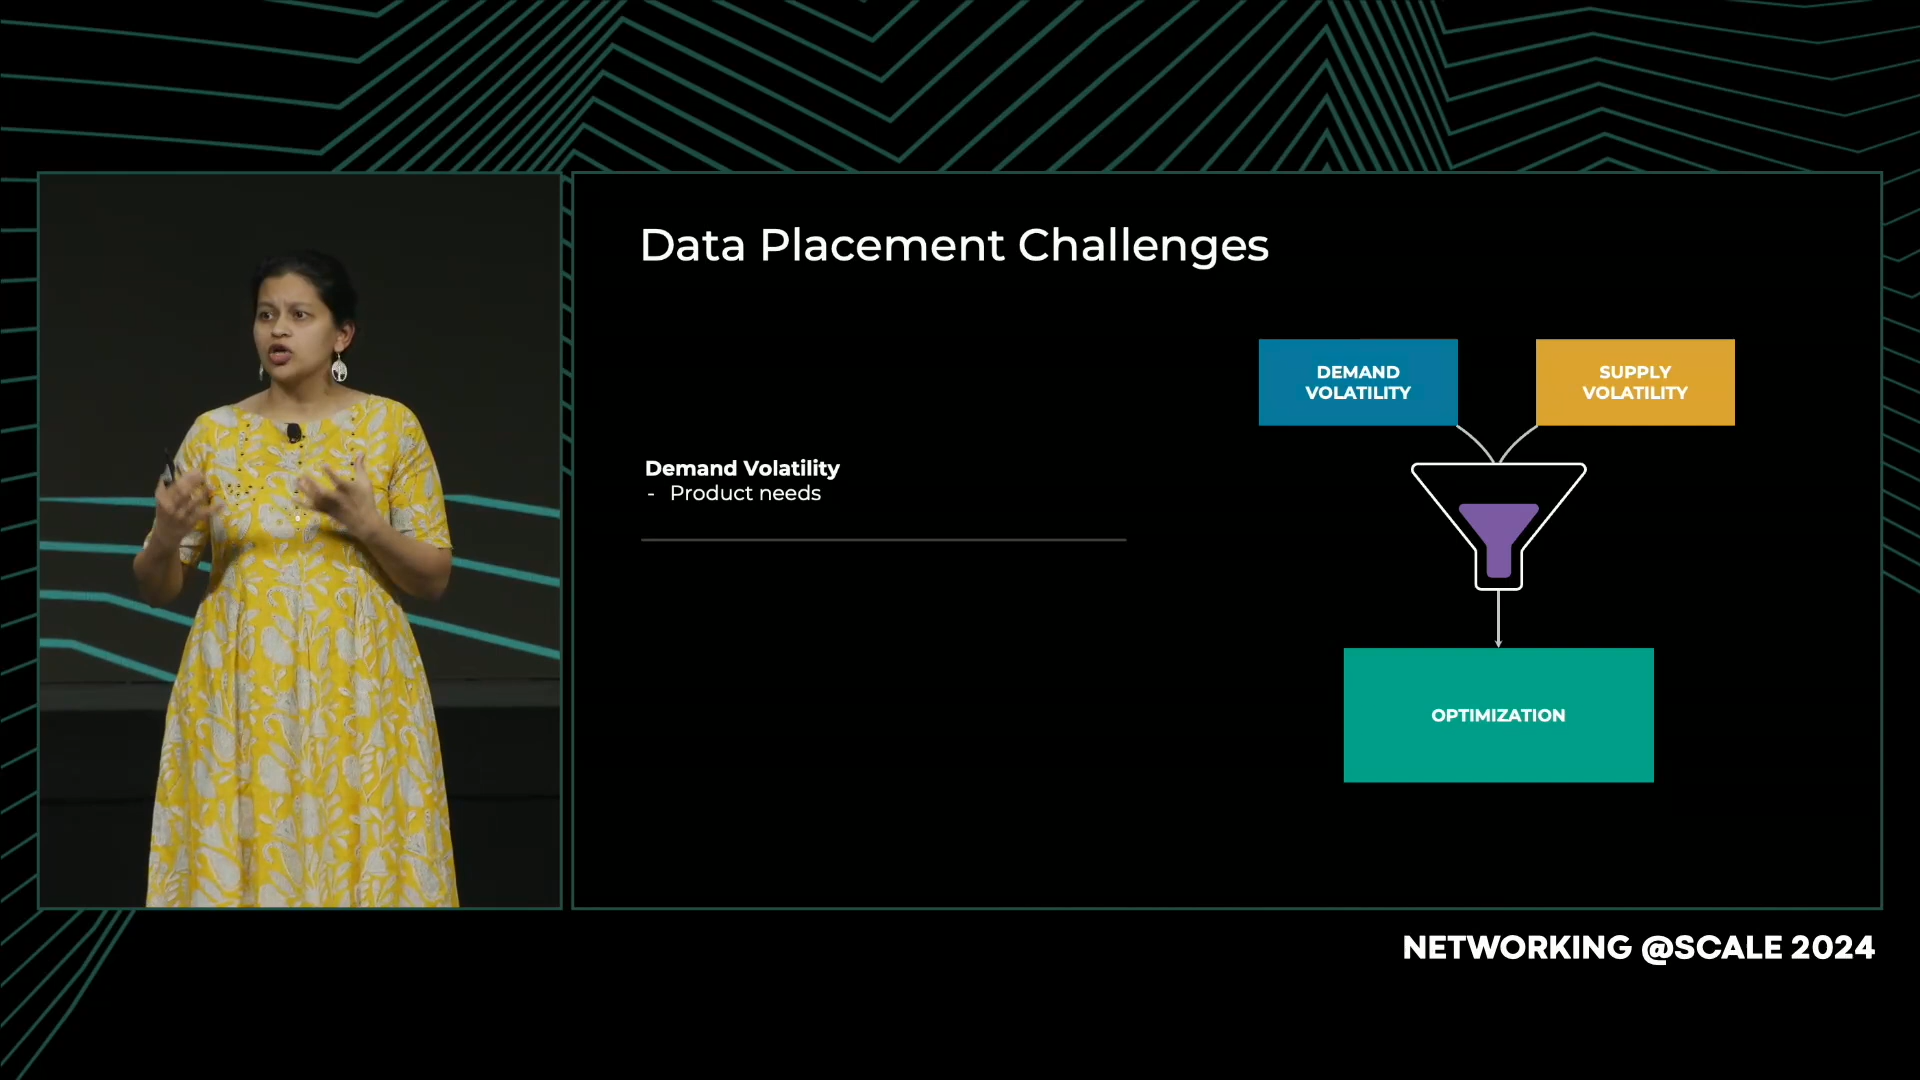 Data Placement Challenges
Demand Volatility
- Product needs
DEMAND
VOLATILITY
SUPPLY
VOLATILITY
OPTIMIZATION
NETWORKING @SCALE 2024